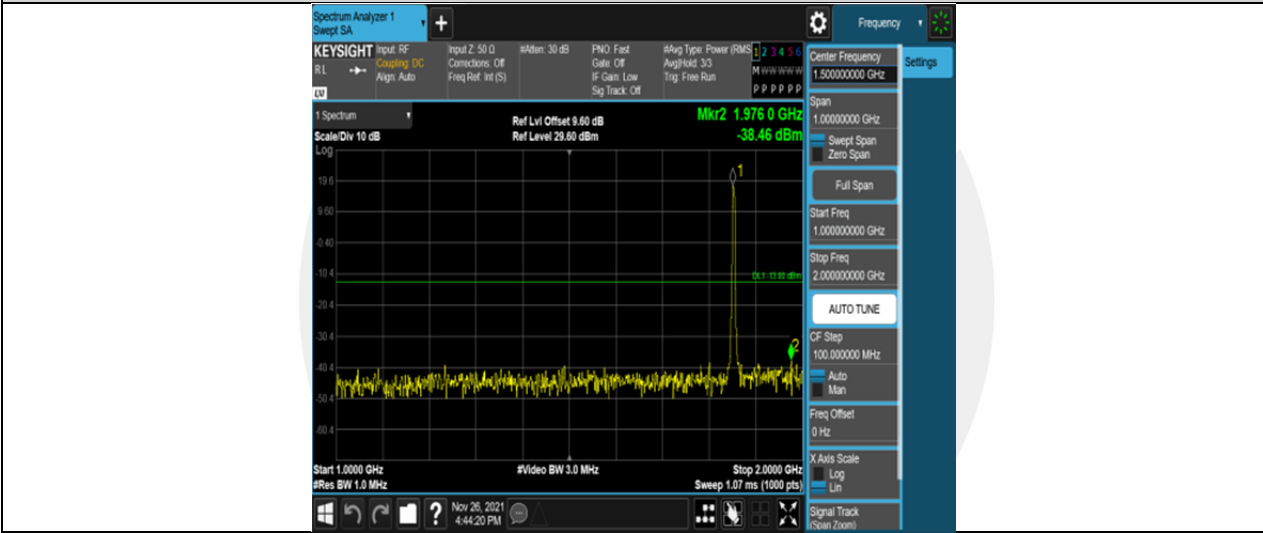 Spectrum Analyzer 1
Swept SA
Frequency
KEYSIGHT
Input: RF
Coupling: DC
Align: Auto
Input Z: 50 Ω
Corrections: Off
Freq Ref: Int (S)
#Atten: 30 dB
PNO: Fast
Gate: Off
IF Gain: Low
Sig Track: Off
#Avg Type: Power (RMS
Avg|Hold: 3/3
Trig: Free Run
1 2 3 4 5 6
M W W W W W
P P P P P P
RL
LV
1 Spectrum
Scale/Div 10 dB
Log
Ref Lvl Offset 9.60 dB
Ref Level 29.60 dBm
Mkr2 1.976 0 GHz
-38.46 dBm
1
19.6
9.60
-0.40
-10.4
DL1 -13.00 dBm
-20.4
-30.4
2
-40.4
-50.4
-60.4
Start 1.0000 GHz
#Video BW 3.0 MHz
Stop 2.0000 GHz
#Res BW 1.0 MHz
Sweep 1.07 ms (1000 pts)
?
Nov 26, 2021
4:44:20 PM
Center Frequency
1.500000000 GHz
Settings
Span
1.00000000 GHz
Swept Span
Zero Span
Full Span
Start Freq
1.000000000 GHz
Stop Freq
2.000000000 GHz
AUTO TUNE
CF Step
100.000000 MHz
Auto
Man
Freq Offset
0 Hz
X Axis Scale
Log
Lin
Signal Track
(Span Zoom)